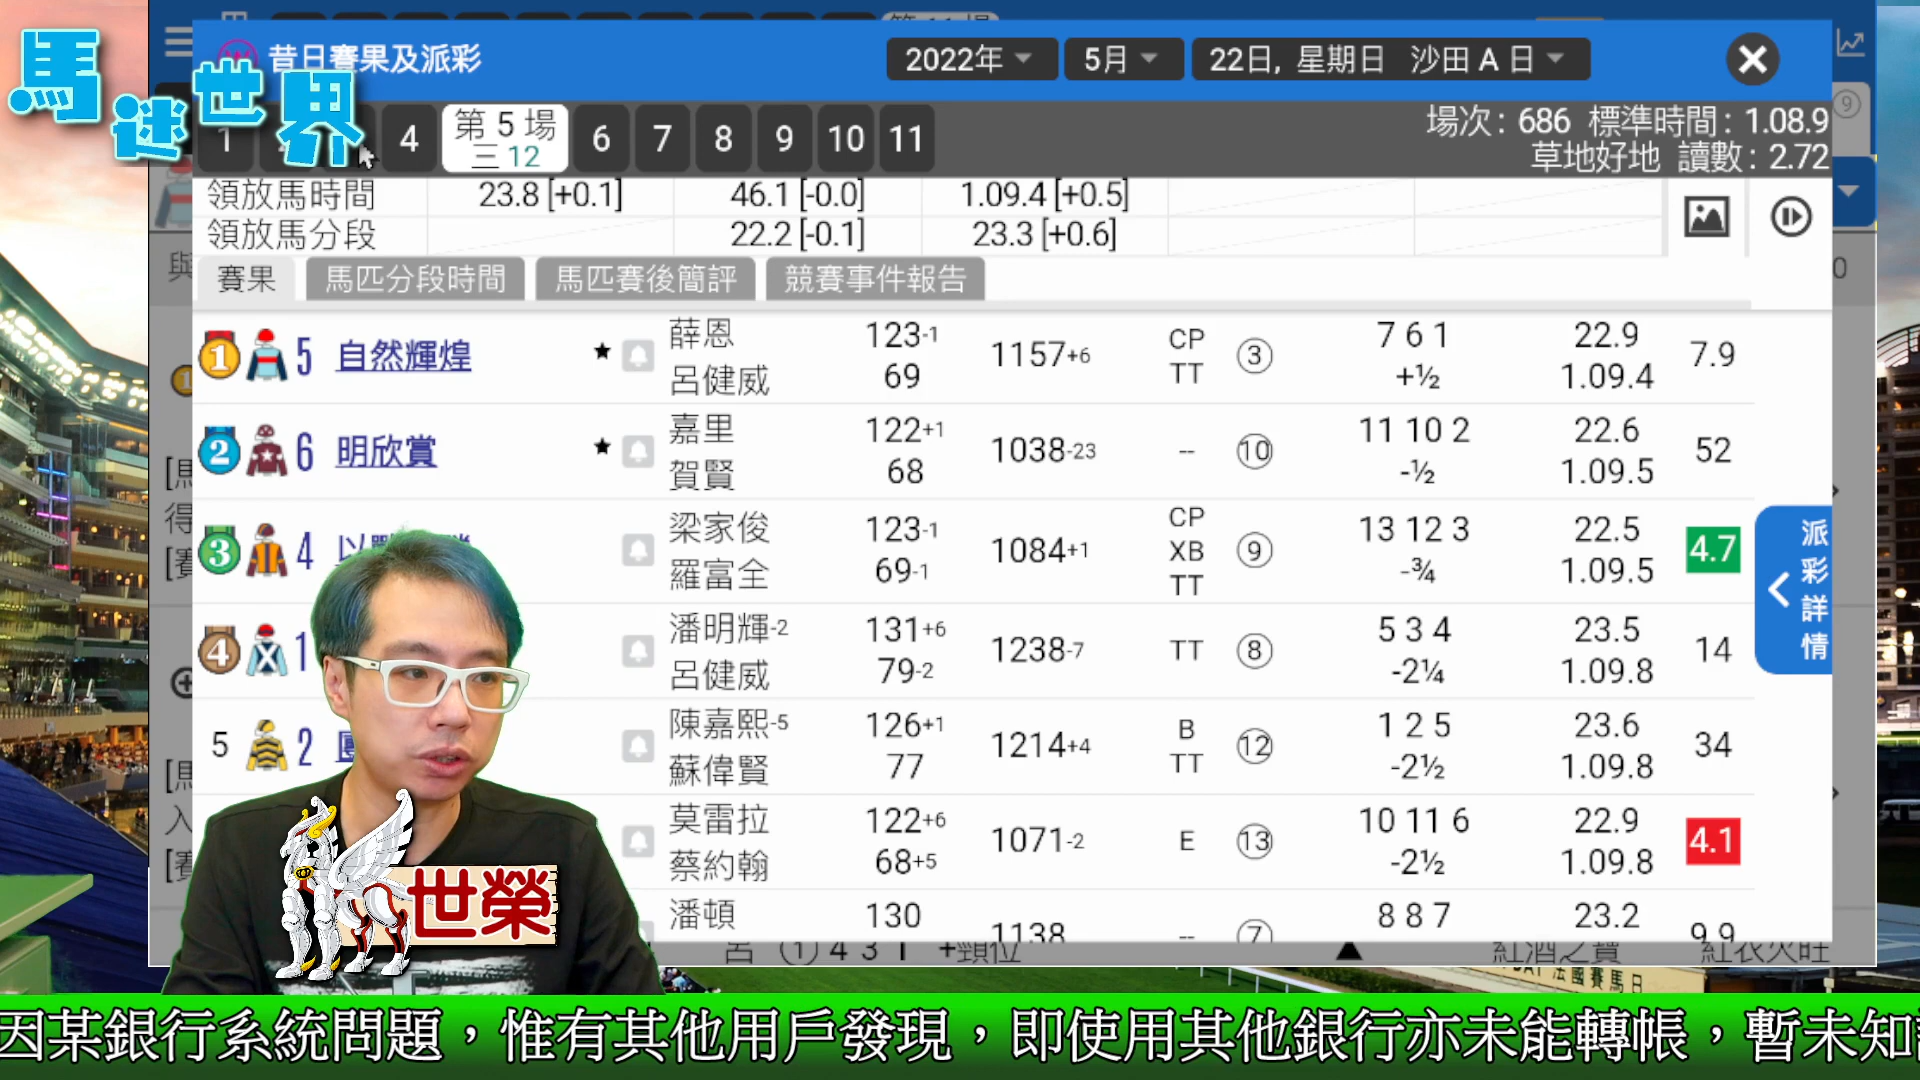 馬迷世界
昔日賽果及派彩
2022年
5月
22日, 星期日 沙田 A 日
1
4
第 5 場
三 12
6
7
8
9
10
11
場次: 686 標準時間: 1.08.9
草地好地 讀數: 2.72
領放馬時間 23.8 [+0.1] 46.1 [-0.0] 1.09.4 [+0.5]
領放馬分段 22.2 [-0.1] 23.3 [+0.6]
賽果 馬匹分段時間 馬匹賽後簡評 競賽事件報告
1 5 自然輝煌 ★ 薛恩 呂健威 123-1 69 1157+6 CP TT 3 7 6 1 +½ 22.9 1.09.4 7.9
2 6 明欣賞 ★ 嘉里 賀賢 122+1 68 1038-23 -- 10 11 10 2 -½ 22.6 1.09.5 52
3 4 梁家俊 羅富全 123-1 69-1 1084+1 CP XB TT 9 13 12 3 -¾ 22.5 1.09.5 4.7
4 1 潘明輝-2 呂健威 131+6 79-2 1238-7 TT 8 5 3 4 -2¼ 23.5 1.09.8 14
5 2 陳嘉熙-5 蘇偉賢 126+1 77 1214+4 B TT 12 1 2 5 -2½ 23.6 1.09.8 34
莫雷拉 蔡約翰 122+6 68+5 1071-2 E 13 10 11 6 -2½ 22.9 1.09.8 4.1
潘頓 130 1138 -- 7 8 8 7 23.2 9.9
派彩詳情
世榮
因某銀行系統問題，惟有其他用戶發現，即使用其他銀行亦未能轉帳，暫未知